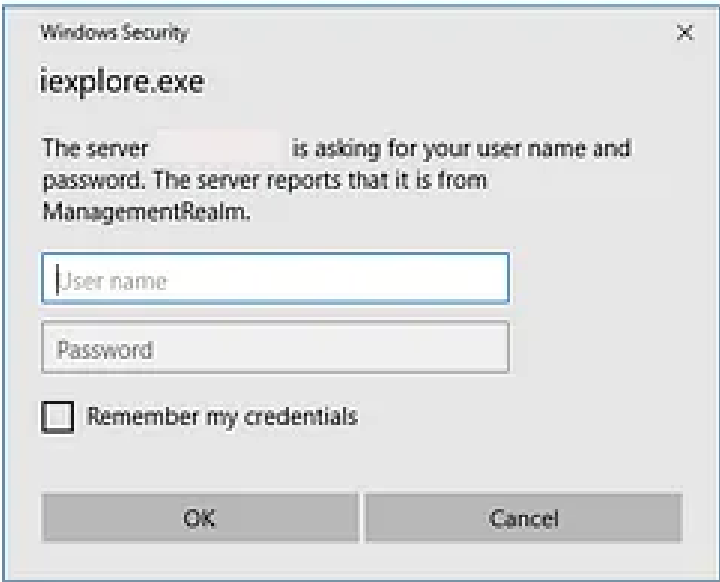 Windows Security
iexplore.exe
The server is asking for your user name and
password. The server reports that it is from
ManagementRealm.
User name
Password
Remember my credentials
OK Cancel